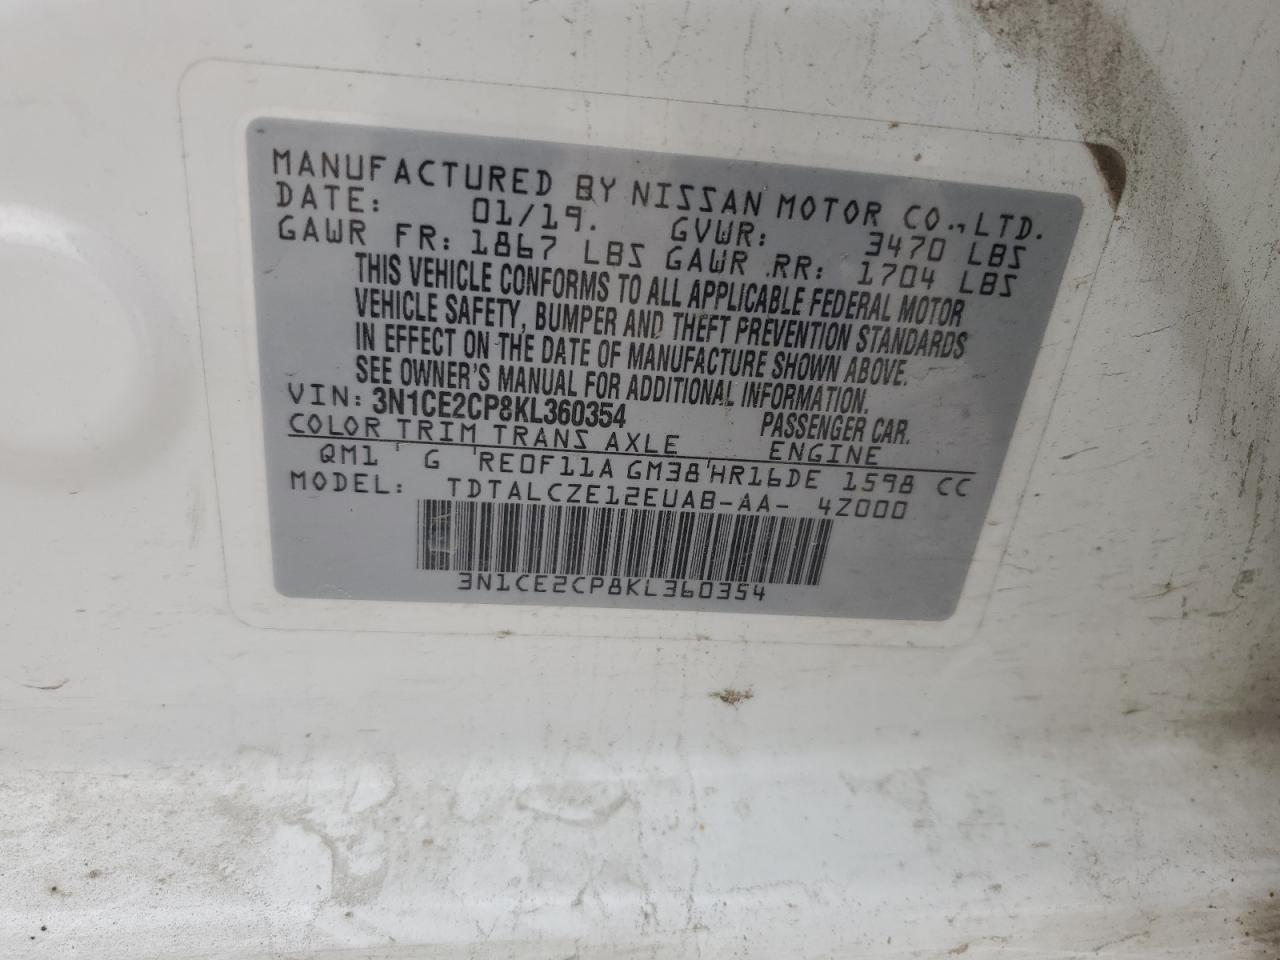 MANUFACTURED BY NISSAN MOTOR CO.,LTD.
DATE: 01/19. GVWR: 3470 LBS
GAWR FR: 1867 LBS GAWR RR: 1704 LBS
THIS VEHICLE CONFORMS TO ALL APPLICABLE FEDERAL MOTOR
VEHICLE SAFETY, BUMPER AND THEFT PREVENTION STANDARDS
IN EFFECT ON THE DATE OF MANUFACTURE SHOWN ABOVE.
SEE OWNER'S MANUAL FOR ADDITIONAL INFORMATION.
VIN: 3N1CE2CP8KL360354 PASSENGER CAR.
COLOR TRIM TRANS AXLE ENGINE
QM1 G RE0F11A GM38 HR16DE 1598 CC
MODEL: TDTALCZE12EUAB-AA- 4Z000
3N1CE2CP8KL360354